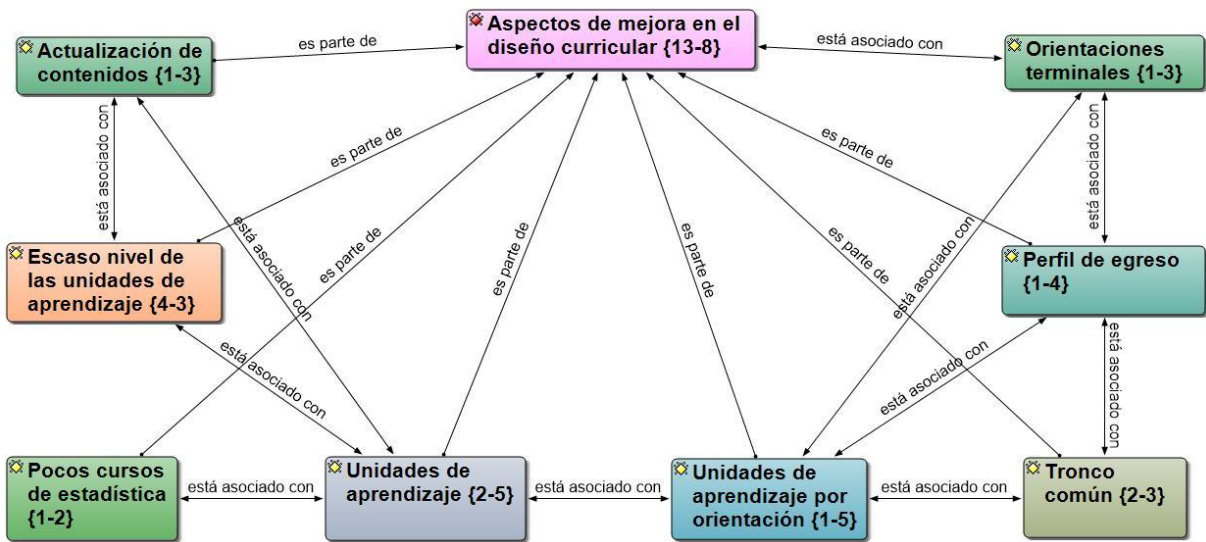 Aspectos de mejora en el
diseño curricular {13-8}
Actualización de
contenidos {1-3}
es parte de
está asociado con
Orientaciones
terminales {1-3}
está asociado con
es parte de
es parte de
está asociado con
Escaso nivel de
las unidades de
aprendizaje {4-3}
está asociado con
es parte de
es parte de
es parte de
es parte de
está asociado con
Perfil de egreso
{1-4}
está asociado con
está asociado con
está asociado con
Pocos cursos
de estadística
{1-2}
está asociado con
Unidades de
aprendizaje {2-5}
está asociado con
Unidades de
aprendizaje por
orientación {1-5}
está asociado con
Tronco
común {2-3}